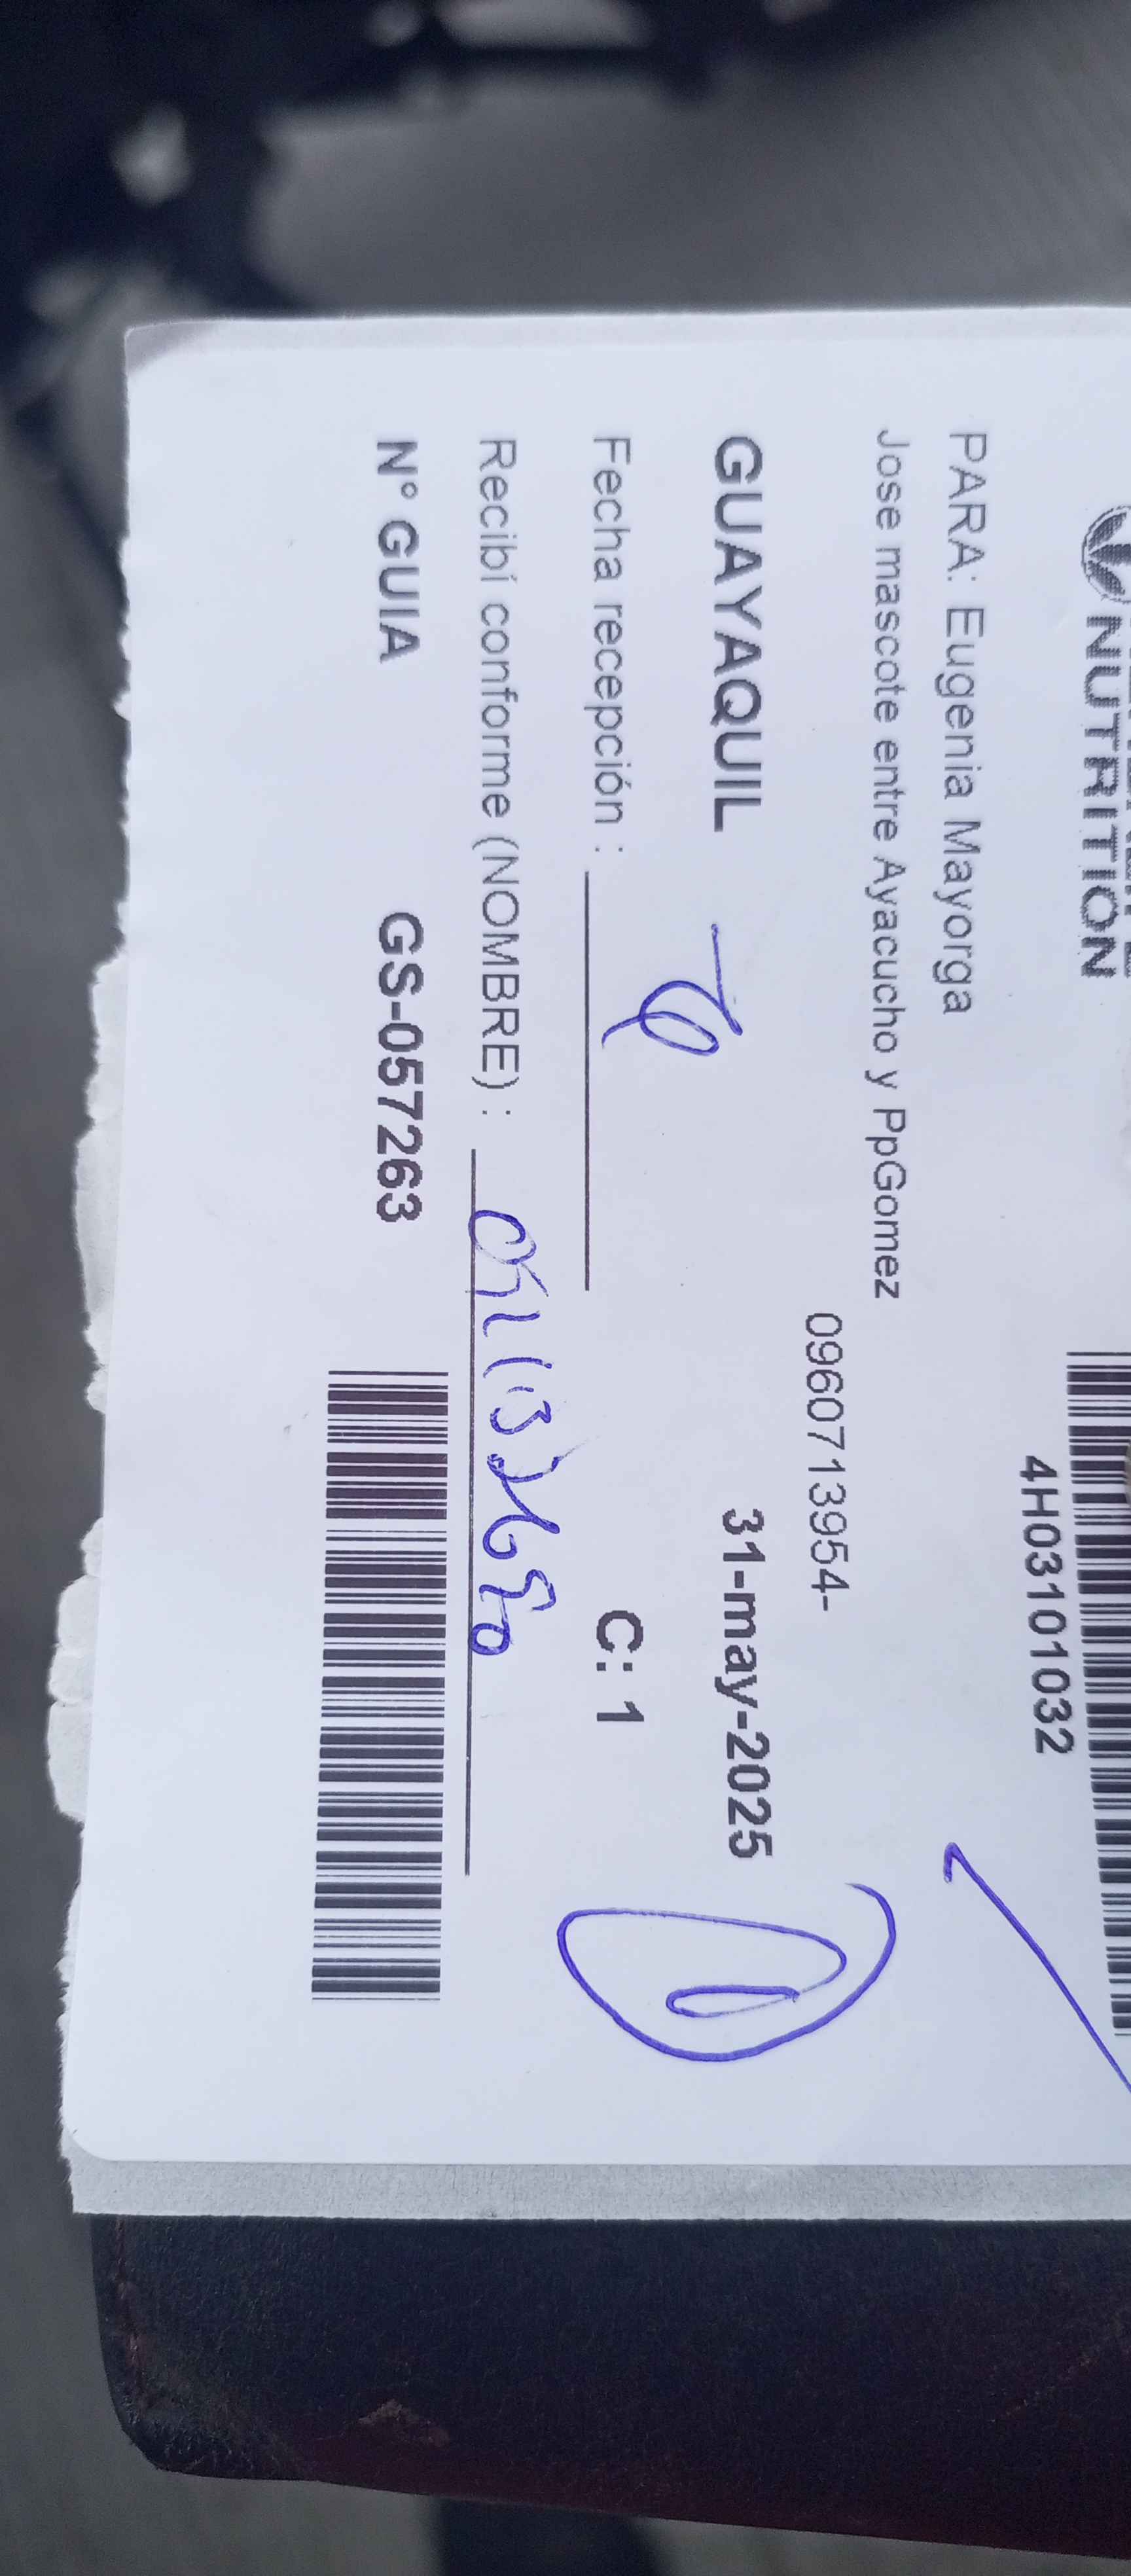 NUTRITION
4H03101032
PARA: Eugenia Mayorga
Jose mascote entre Ayacucho y PpGomez
0960713954-
GUAYAQUIL 31-may-2025
Fecha recepción : C: 1
Recibí conforme (NOMBRE) :
N° GUIA GS-057263